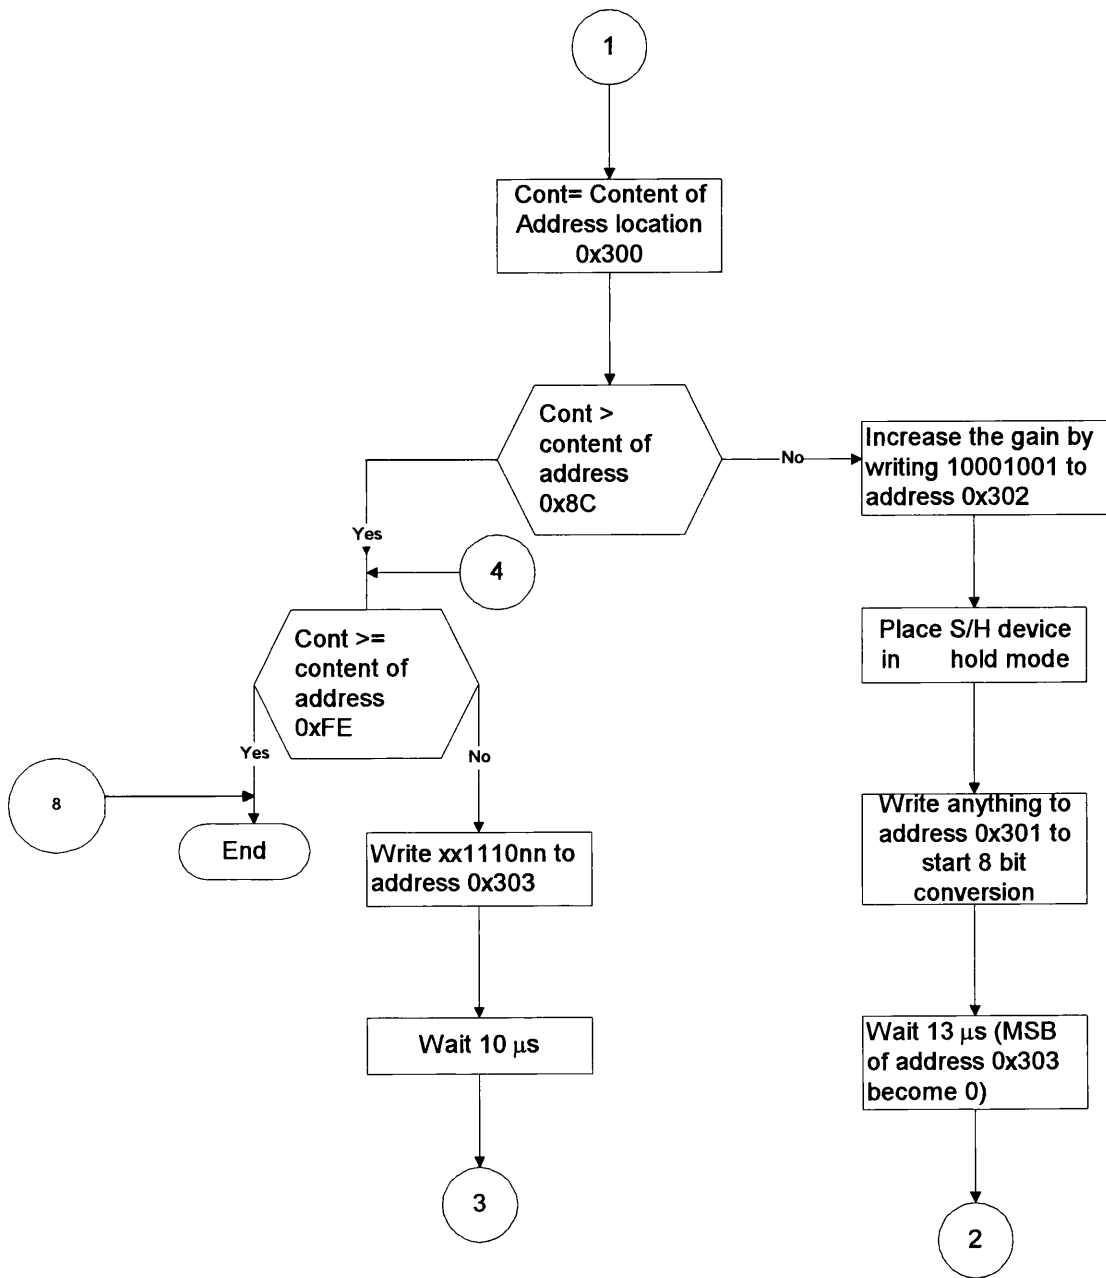 1
Cont= Content of
Address location
0x300
Cont >
content of
address
0x8C
No
Increase the gain by
writing 10001001 to
address 0x302
Yes
4
Place S/H device
in hold mode
Cont >=
content of
address
0xFE
Yes
No
8
End
Write anything to
address 0x301 to
start 8 bit
conversion
Write xx1110nn to
address 0x303
Wait 10 μs
Wait 13 μs (MSB
of address 0x303
become 0)
3
2